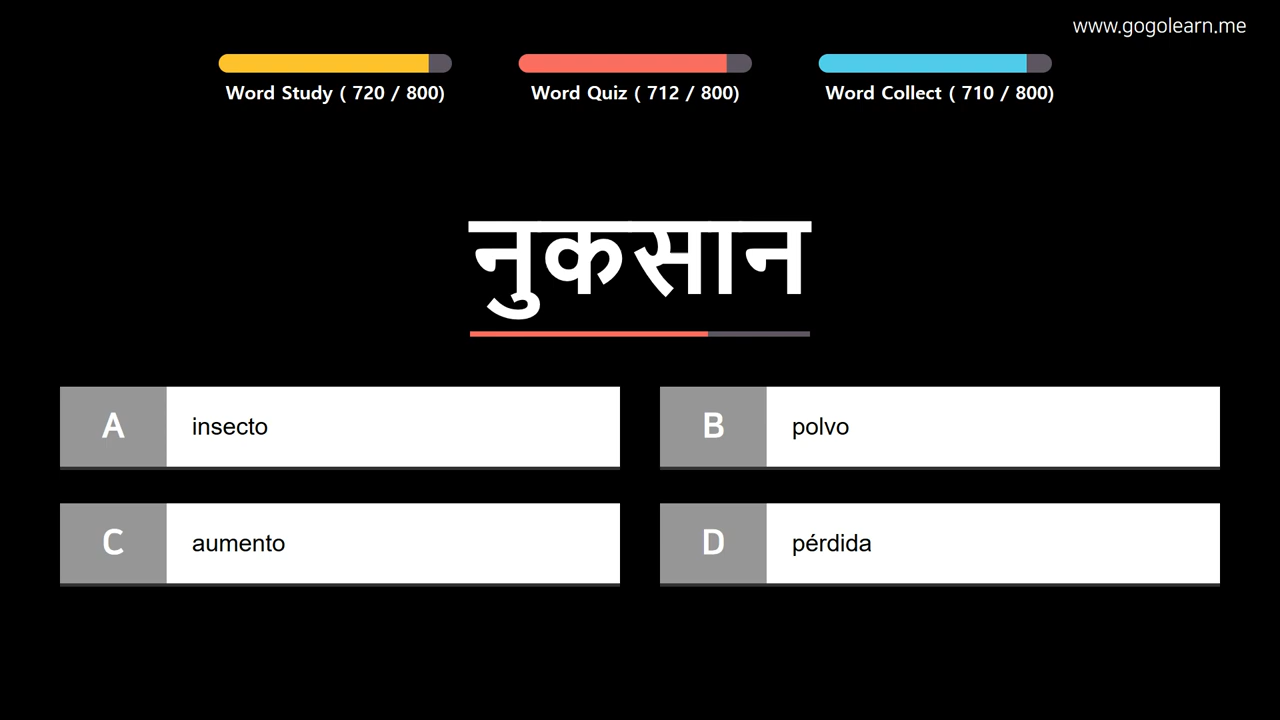 www.gogolearn.me
Word Study ( 720 / 800)
Word Quiz ( 712 / 800)
Word Collect ( 710 / 800)
नुकसान
A insecto
B polvo
C aumento
D pérdida